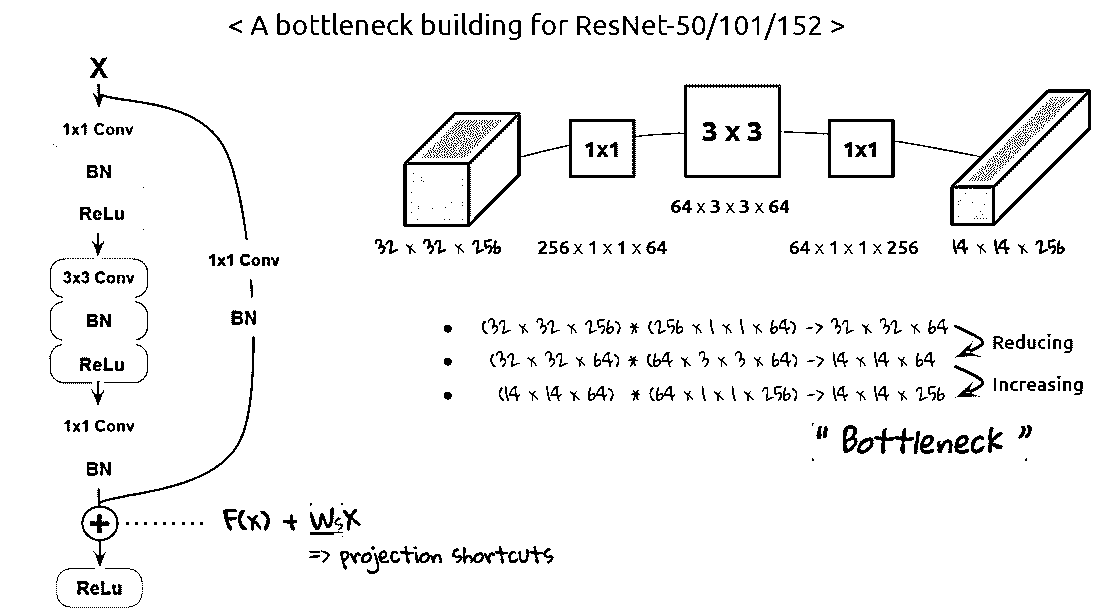 < A bottleneck building for ResNet-50/101/152 >
X
1x1 Conv
BN
ReLu
3x3 Conv
BN
ReLu
1x1 Conv
BN
+
ReLu
1x1 Conv
BN
F(x) + WsX
=> projection shortcuts
1x1
3 x 3
1x1
32 x 32 x 256
256 x 1 x 1 x 64
64 x 3 x 3 x 64
64 x 1 x 1 x 256
14 x 14 x 256
• (32 x 32 x 256) * (256 x 1 x 1 x 64) -> 32 x 32 x 64
• (32 x 32 x 64) * (64 x 3 x 3 x 64) -> 14 x 14 x 64
• (14 x 14 x 64) * (64 x 1 x 1 x 256) -> 14 x 14 x 256
Reducing
Increasing
" Bottleneck "